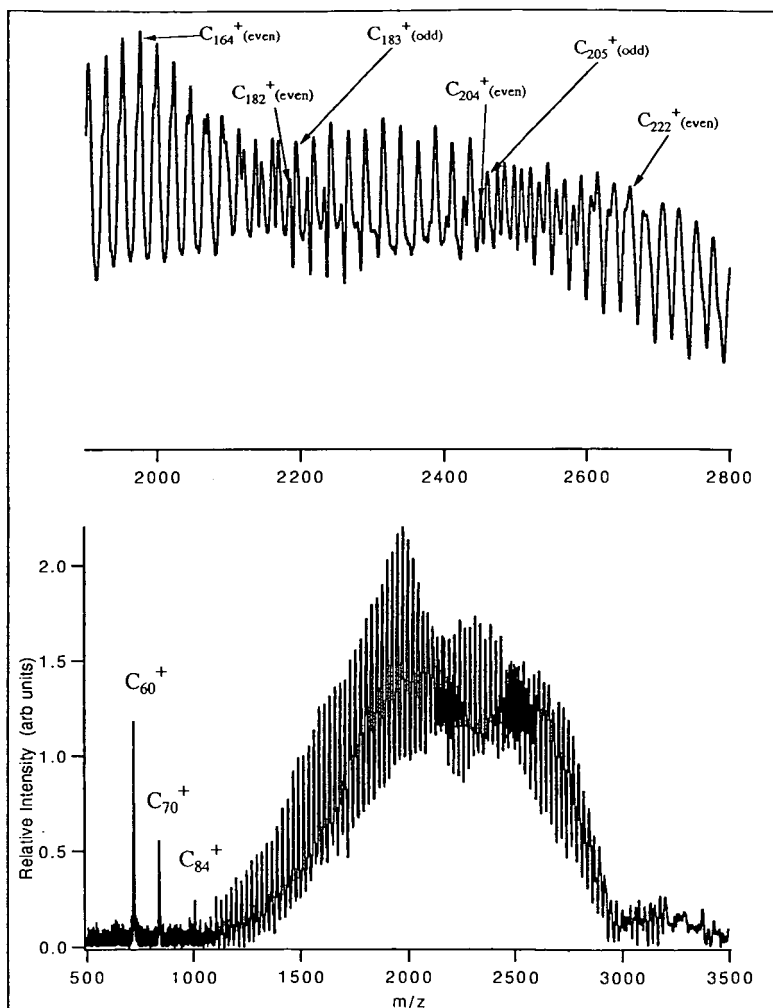 C164+(even)
C183+(odd)
C205+(odd)
C182+(even)
C204+(even)
C222+(even)
2000 2200 2400 2600 2800
2.0
1.5
1.0
0.5
0.0
Relative Intensity (arb units)
C60+
C70+
C84+
500 1000 1500 2000 2500 3000 3500
m/z